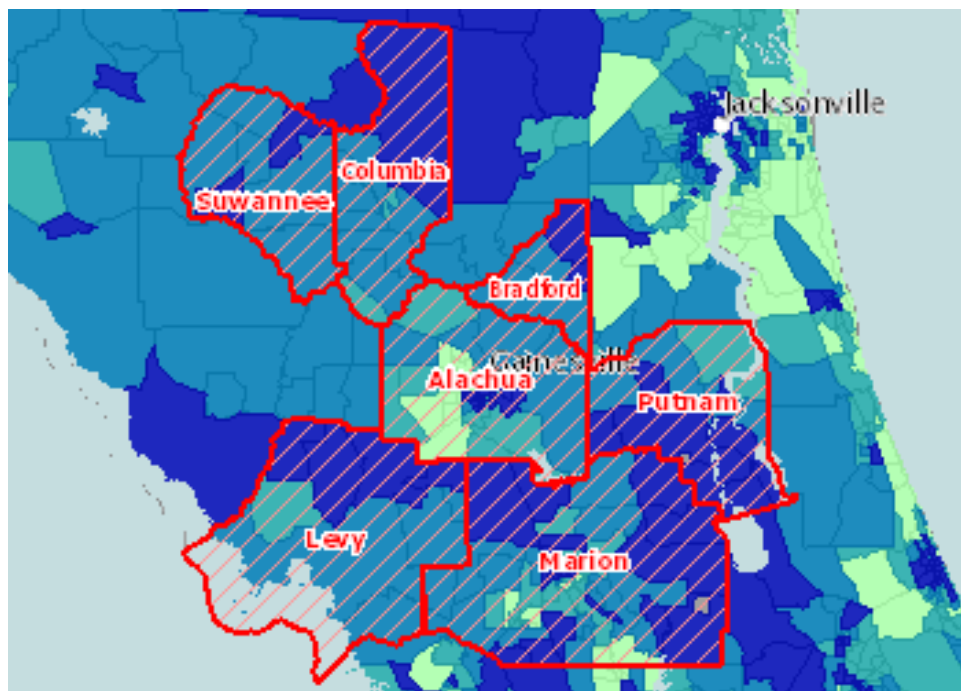 Jacksonville
Columbia
Suwannee
Bradford
Gainesville
Alachua
Putnam
Levy
Marion